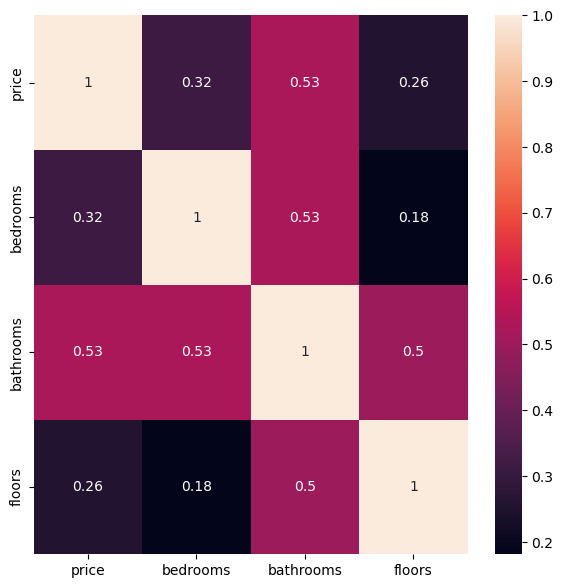 price 1 0.32 0.53 0.26
bedrooms 0.32 1 0.53 0.18
bathrooms 0.53 0.53 1 0.5
floors 0.26 0.18 0.5 1
price bedrooms bathrooms floors
1.0
0.9
0.8
0.7
0.6
0.5
0.4
0.3
0.2